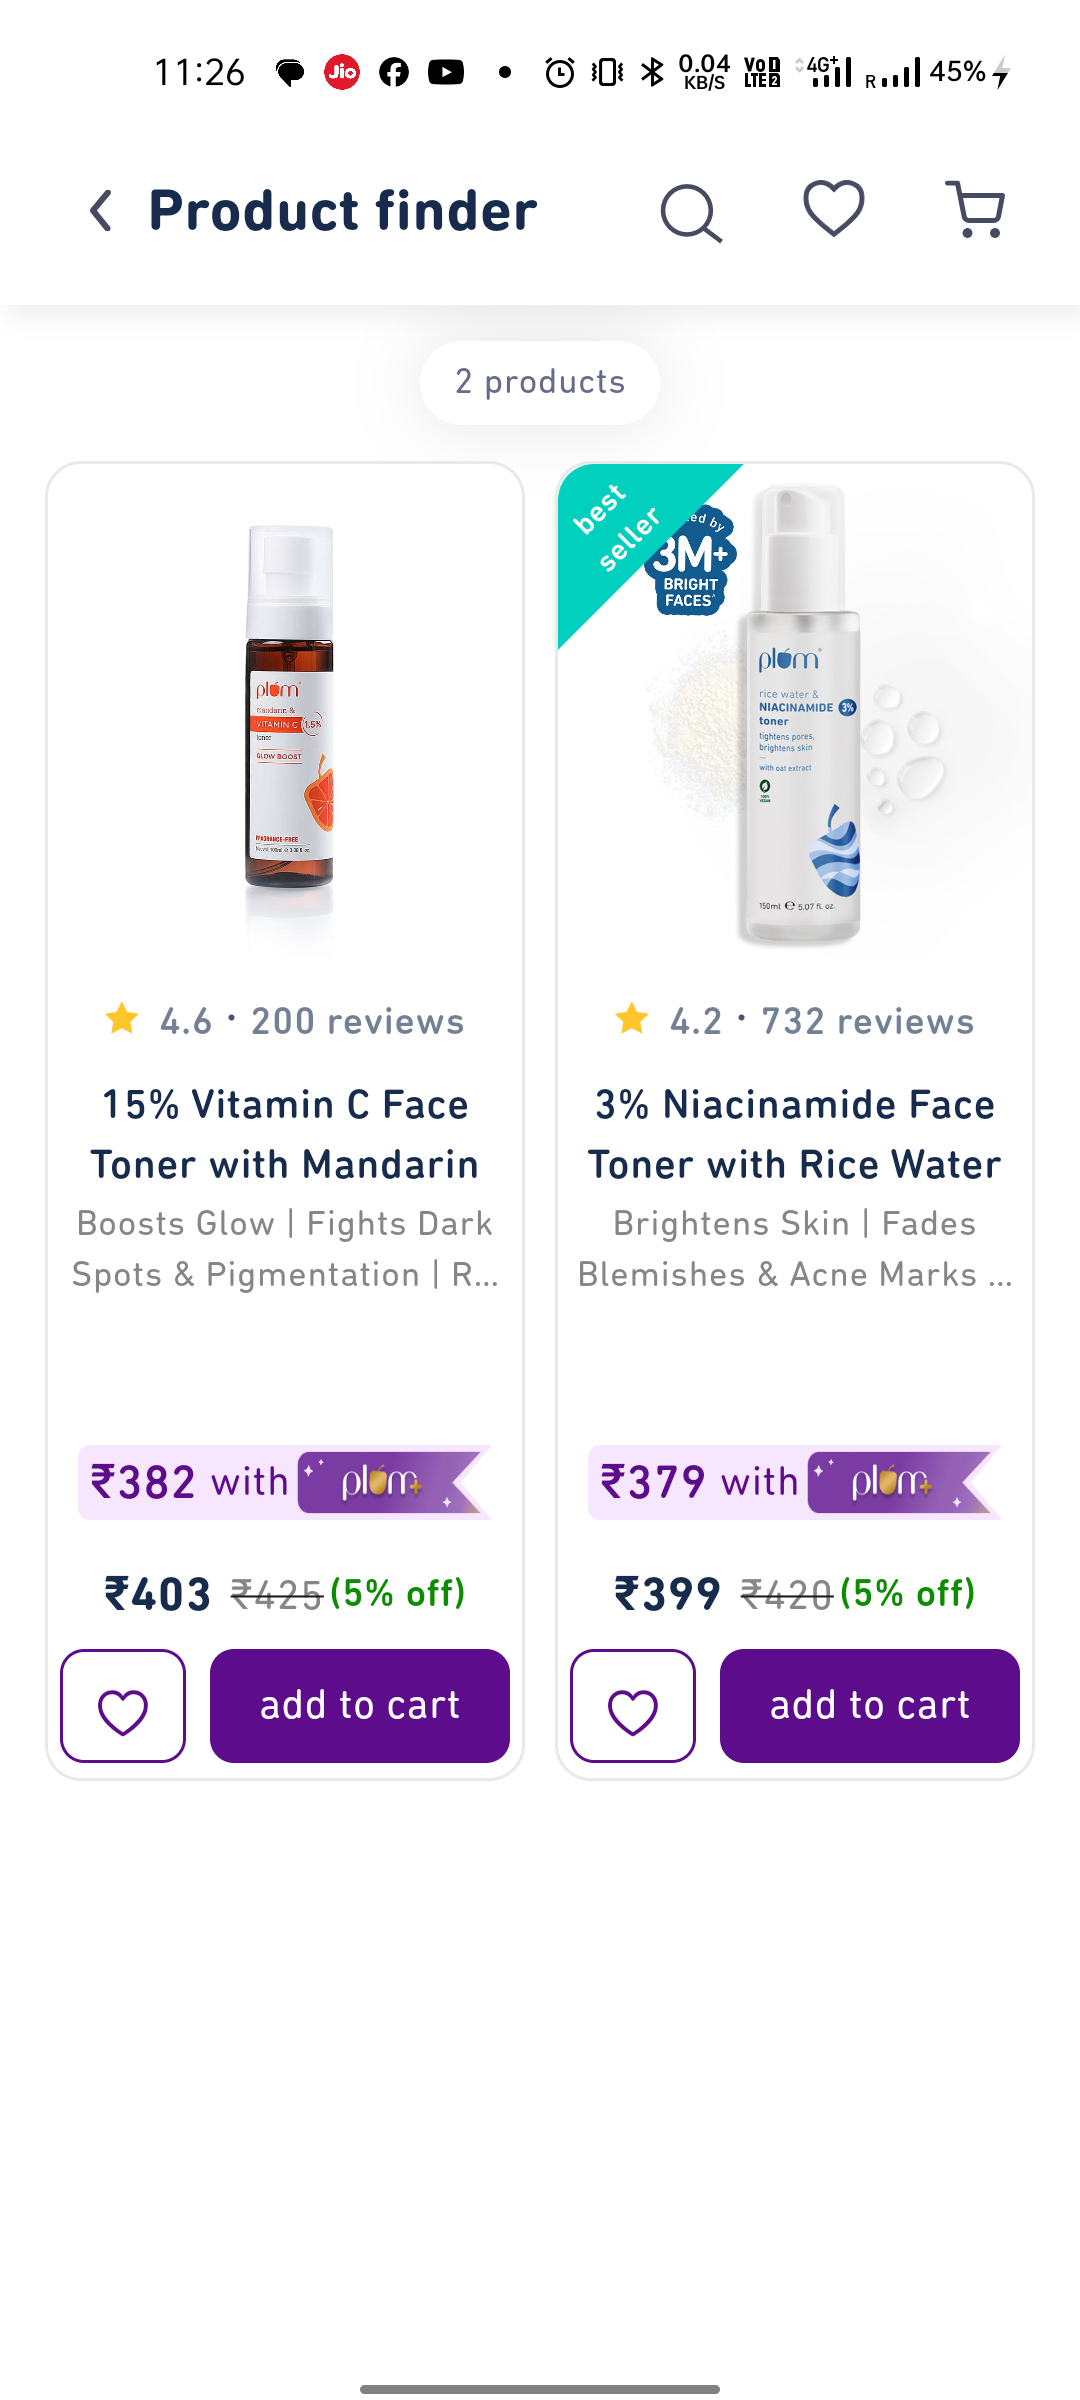 11:26
Jio
0.04
KB/S
Vo
LTE 2
4G+
R
45%
Product finder
2 products
plum
mandarin &
VITAMIN C 1.5%
toner
GLOW BOOST
FRAGRANCE-FREE
best
seller
ed by
3M+
BRIGHT
FACES^
plum
rice water &
NIACINAMIDE 3%
toner
tightens pores,
brightens skin
with oat extract
100%
VEGAN
150ml ℮ 5.07 fl. oz.
4.6 · 200 reviews
15% Vitamin C Face
Toner with Mandarin
Boosts Glow | Fights Dark
Spots & Pigmentation | R...
₹382 with plum+
₹403 ₹425 (5% off)
add to cart
4.2 · 732 reviews
3% Niacinamide Face
Toner with Rice Water
Brightens Skin | Fades
Blemishes & Acne Marks ...
₹379 with plum+
₹399 ₹420 (5% off)
add to cart